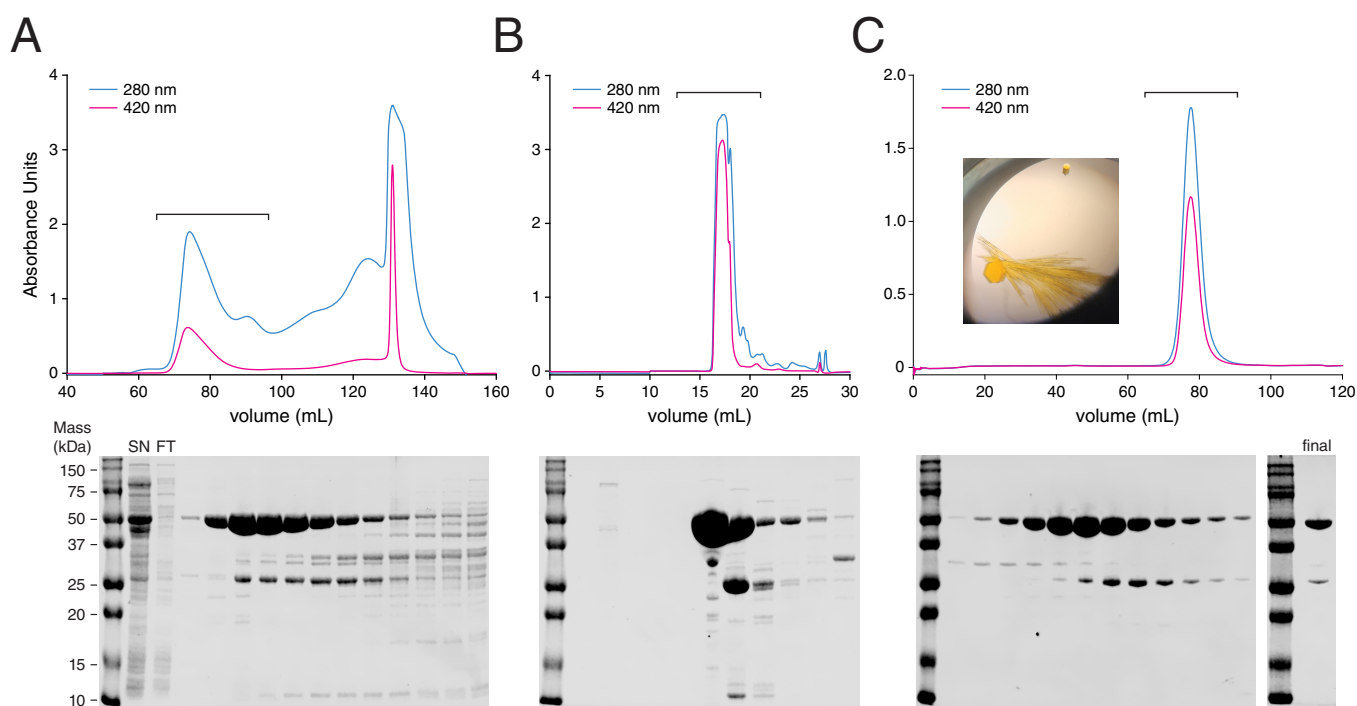 A
B
C
4
3
2
1
0
Absorbance Units
280 nm
420 nm
40
60
80
100
120
140
160
volume (mL)
4
3
2
1
0
280 nm
420 nm
0
5
10
15
20
25
30
volume (mL)
2.0
1.5
1.0
0.5
0
280 nm
420 nm
0
20
40
60
80
100
120
volume (mL)
Mass
(kDa)
SN FT
final
150
75
50
37
25
20
15
10